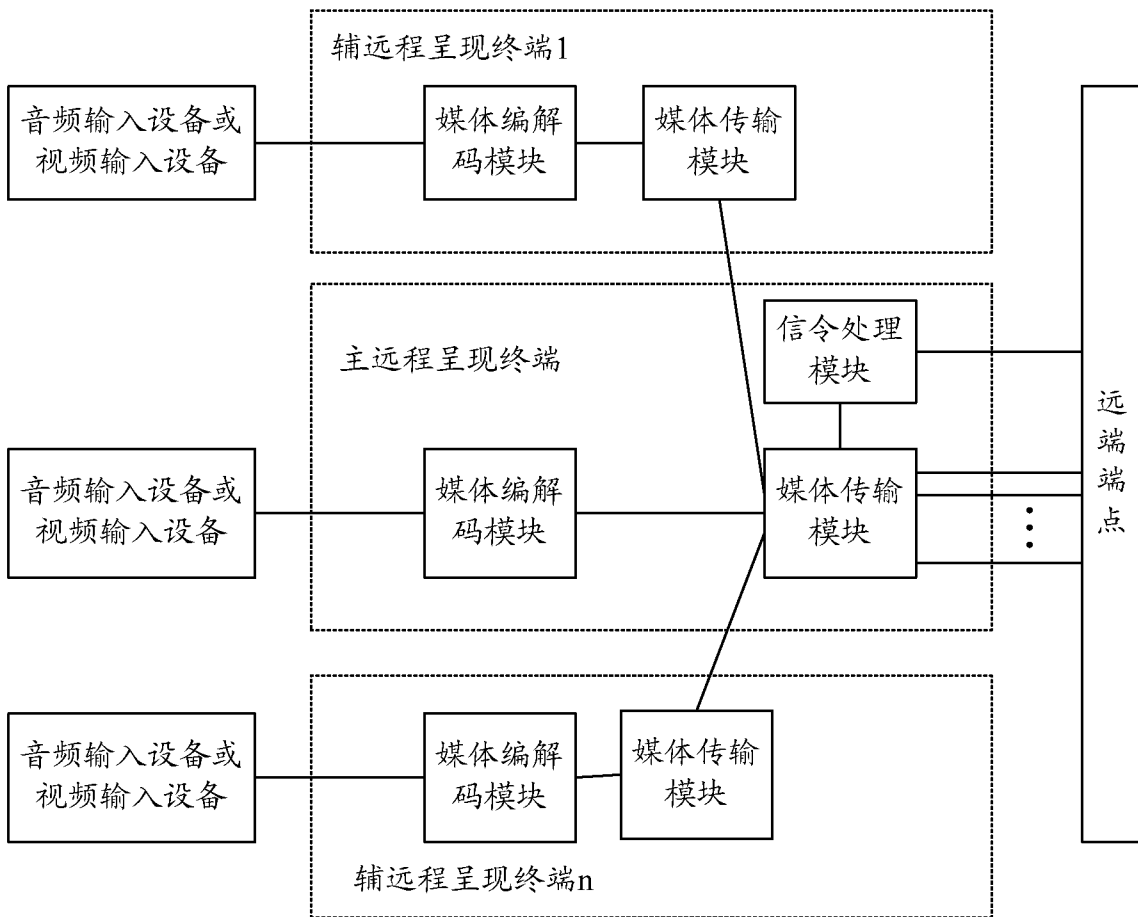 辅远程呈现终端1
音频输入设备或
视频输入设备
媒体编解
码模块
媒体传输
模块
信令处理
模块
主远程呈现终端
音频输入设备或
视频输入设备
媒体编解
码模块
媒体传输
模块
远
端
端
点
音频输入设备或
视频输入设备
媒体编解
码模块
媒体传输
模块
辅远程呈现终端n